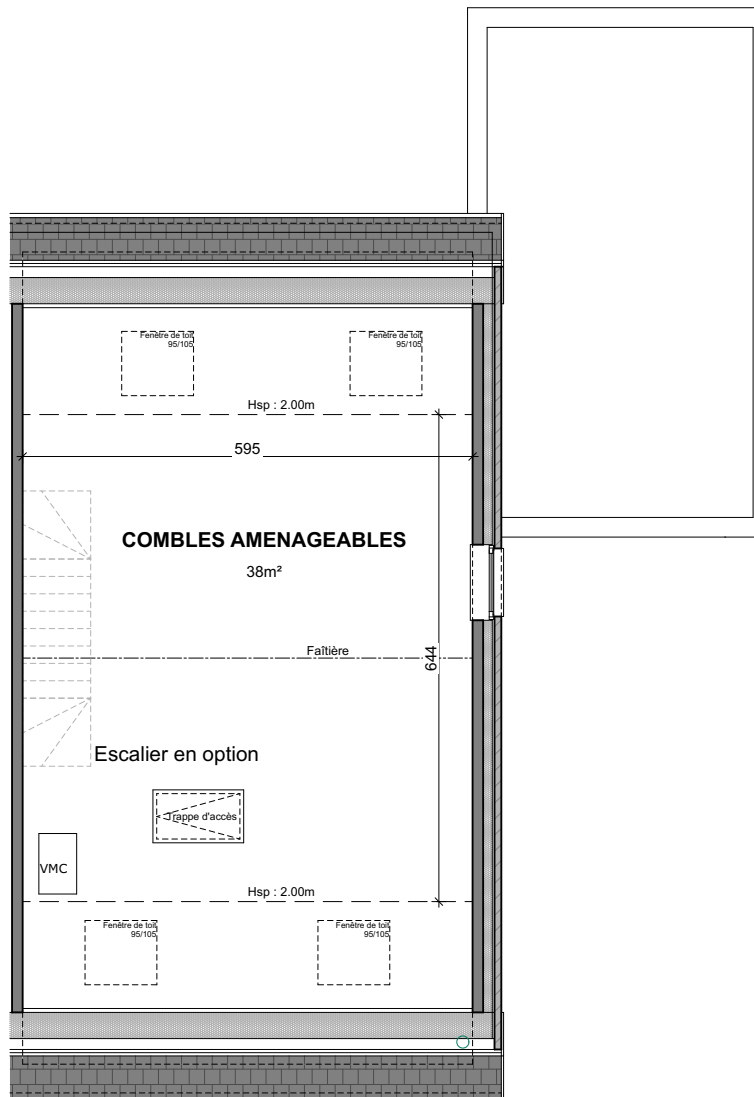 Fenêtre de toit
95/105
Fenêtre de toit
95/105
Hsp : 2.00m
595
COMBLES AMENAGEABLES
38m²
Faîtière
644
Escalier en option
Trappe d'accès
VMC
Hsp : 2.00m
Fenêtre de toit
95/105
Fenêtre de toit
95/105